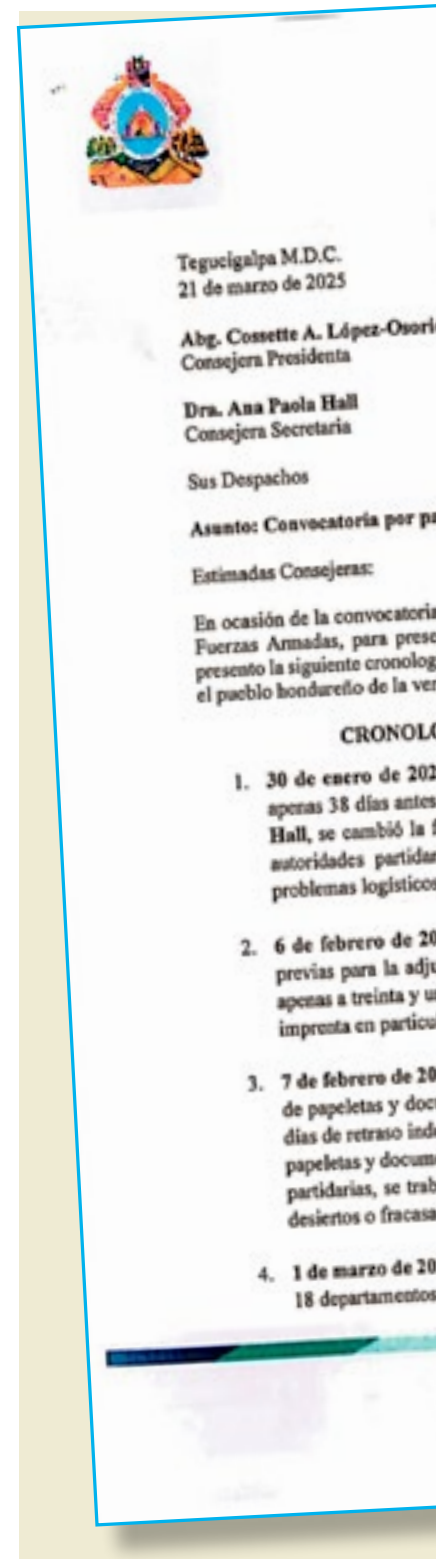 Tegucigalpa M.D.C.
21 de marzo de 2025
Abg. Cossette A. López-Osorio
Consejera Presidenta
Dra. Ana Paola Hall
Consejera Secretaria
Sus Despachos
Asunto: Convocatoria por pa
Estimadas Consejeras:
En ocasión de la convocatoria
Fuerzas Armadas, para prese
presento la siguiente cronolog
el pueblo hondureño de la ver
CRONOLO
1. 30 de enero de 202
apenas 38 días antes
Hall, se cambió la f
autoridades partidar
problemas logísticos
2. 6 de febrero de 20
previas para la adju
apenas a treinta y u
imprenta en particu
3. 7 de febrero de 20
de papeletas y doc
días de retraso ind
papeletas y docum
partidarias, se trab
desiertos o fracasa
4. 1 de marzo de 20
18 departamentos